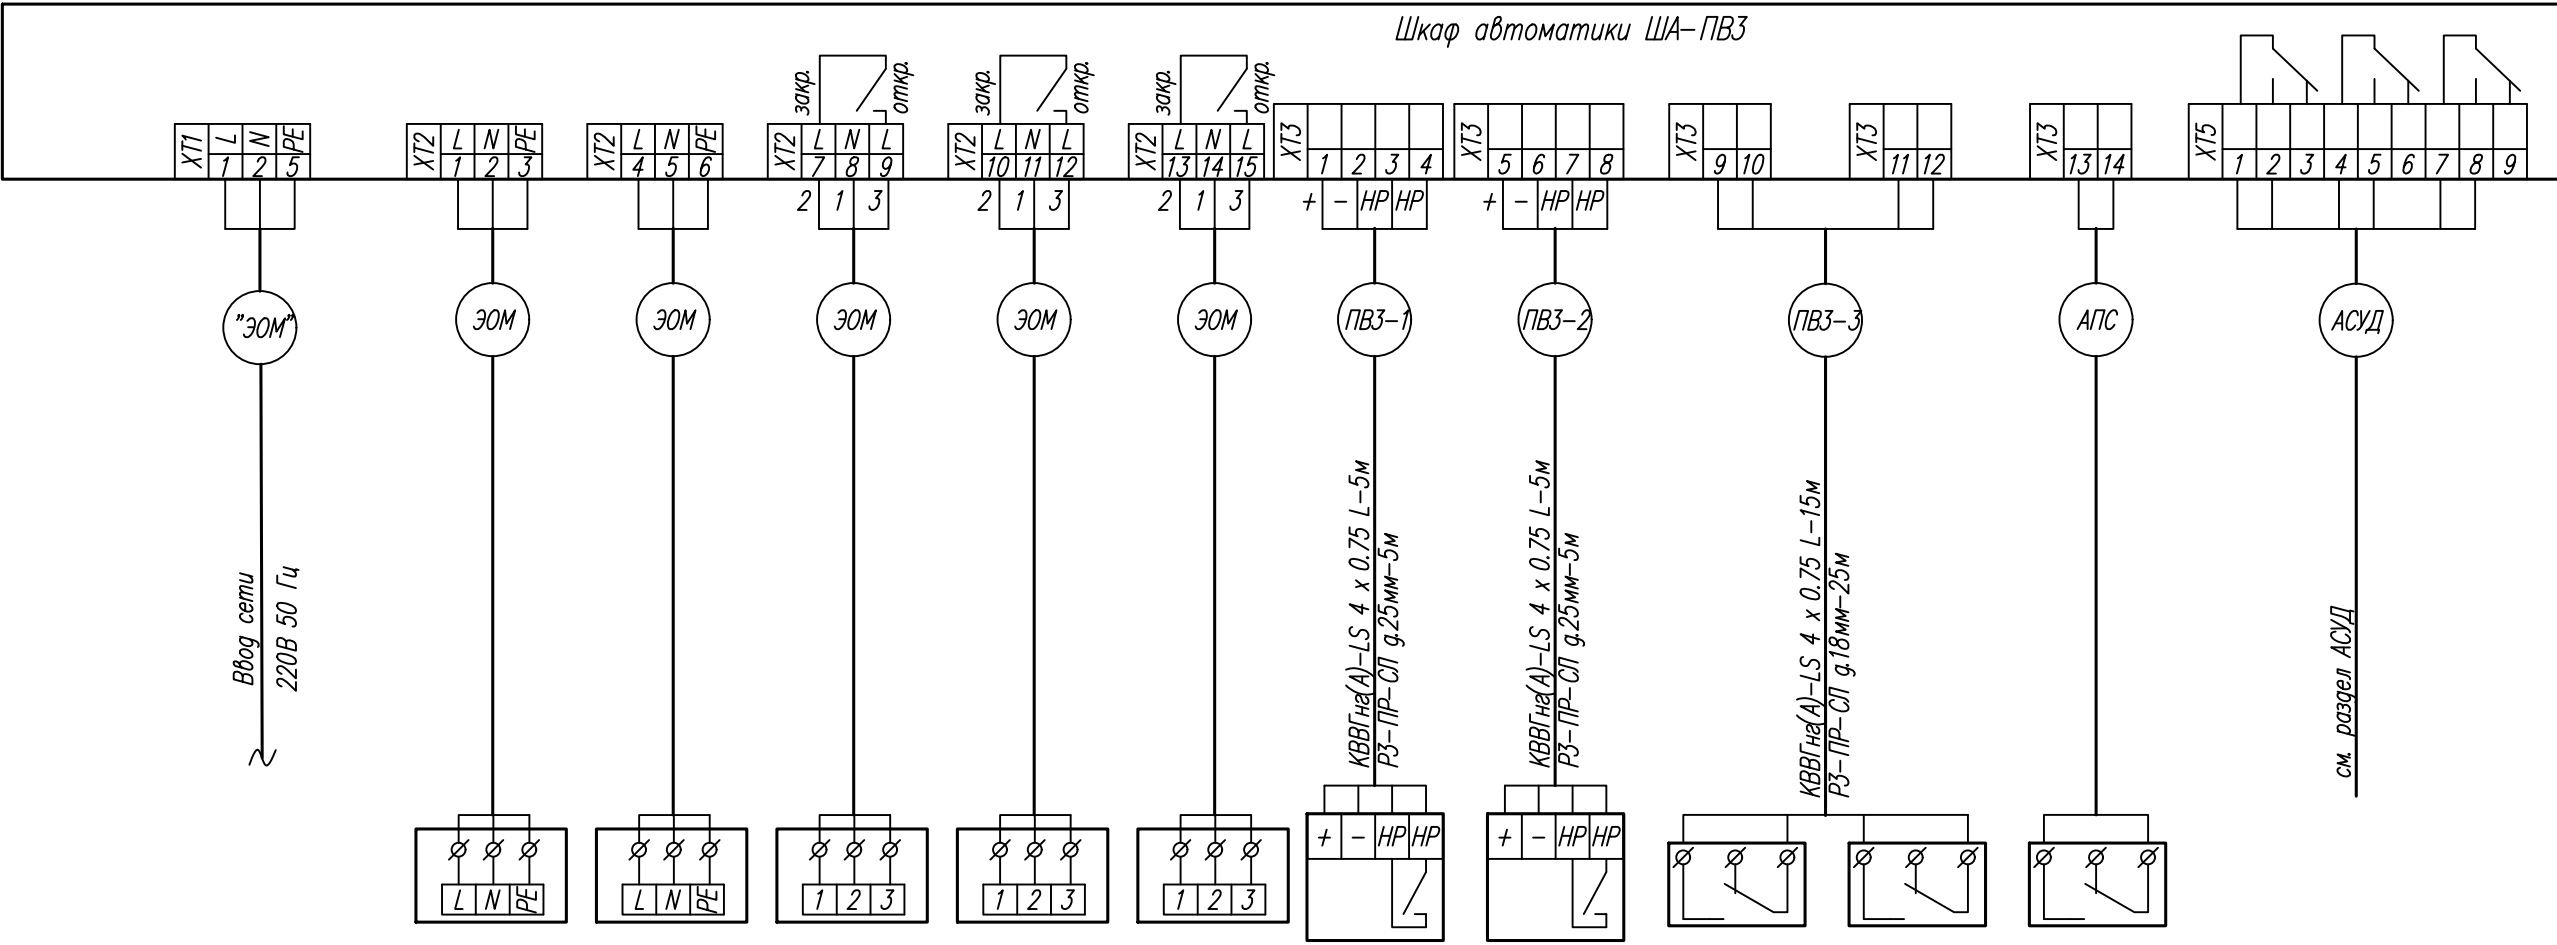 Шкаф автоматики ША-ПВ3
закр. откр. закр. откр. закр. откр.
XT1 L N PE XT2 L N PE XT2 L N PE XT2 L N L XT2 L N L XT2 L N L XT3 XT3 XT3 XT3 XT3 XT5
1 2 5 1 2 3 4 5 6 7 8 9 10 11 12 13 14 15 1 2 3 4 5 6 7 8 9 10 11 12 13 14 1 2 3 4 5 6 7 8 9
2 1 3 2 1 3 2 1 3 + - НР НР + - НР НР
"ЭОМ" ЭОМ ЭОМ ЭОМ ЭОМ ЭОМ ПВ3-1 ПВ3-2 ПВ3-3 АПС АСУД
Ввод сети
220В 50 Гц
КВВГнг(А)-LS 4 x 0.75 L-5м
РЗ-ПР-СЛ д.25мм-5м
КВВГнг(А)-LS 4 x 0.75 L-5м
РЗ-ПР-СЛ д.25мм-5м
КВВГнг(А)-LS 4 x 0.75 L-15м
РЗ-ПР-СЛ д.18мм-25м
см. раздел АСУД
+ - НР НР + - НР НР
L N PE L N PE 1 2 3 1 2 3 1 2 3